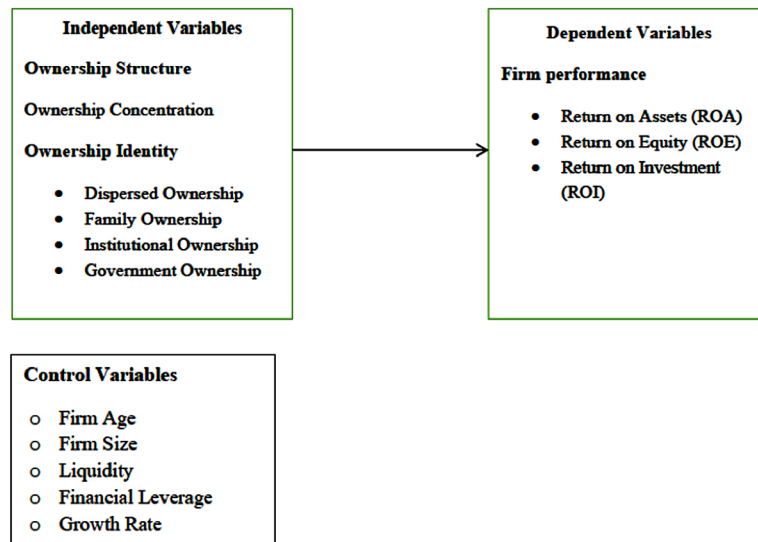 Independent Variables
Ownership Structure
Ownership Concentration
Ownership Identity
• Dispersed Ownership
• Family Ownership
• Institutional Ownership
• Government Ownership
Dependent Variables
Firm performance
• Return on Assets (ROA)
• Return on Equity (ROE)
• Return on Investment
(ROI)
Control Variables
o Firm Age
o Firm Size
o Liquidity
o Financial Leverage
o Growth Rate